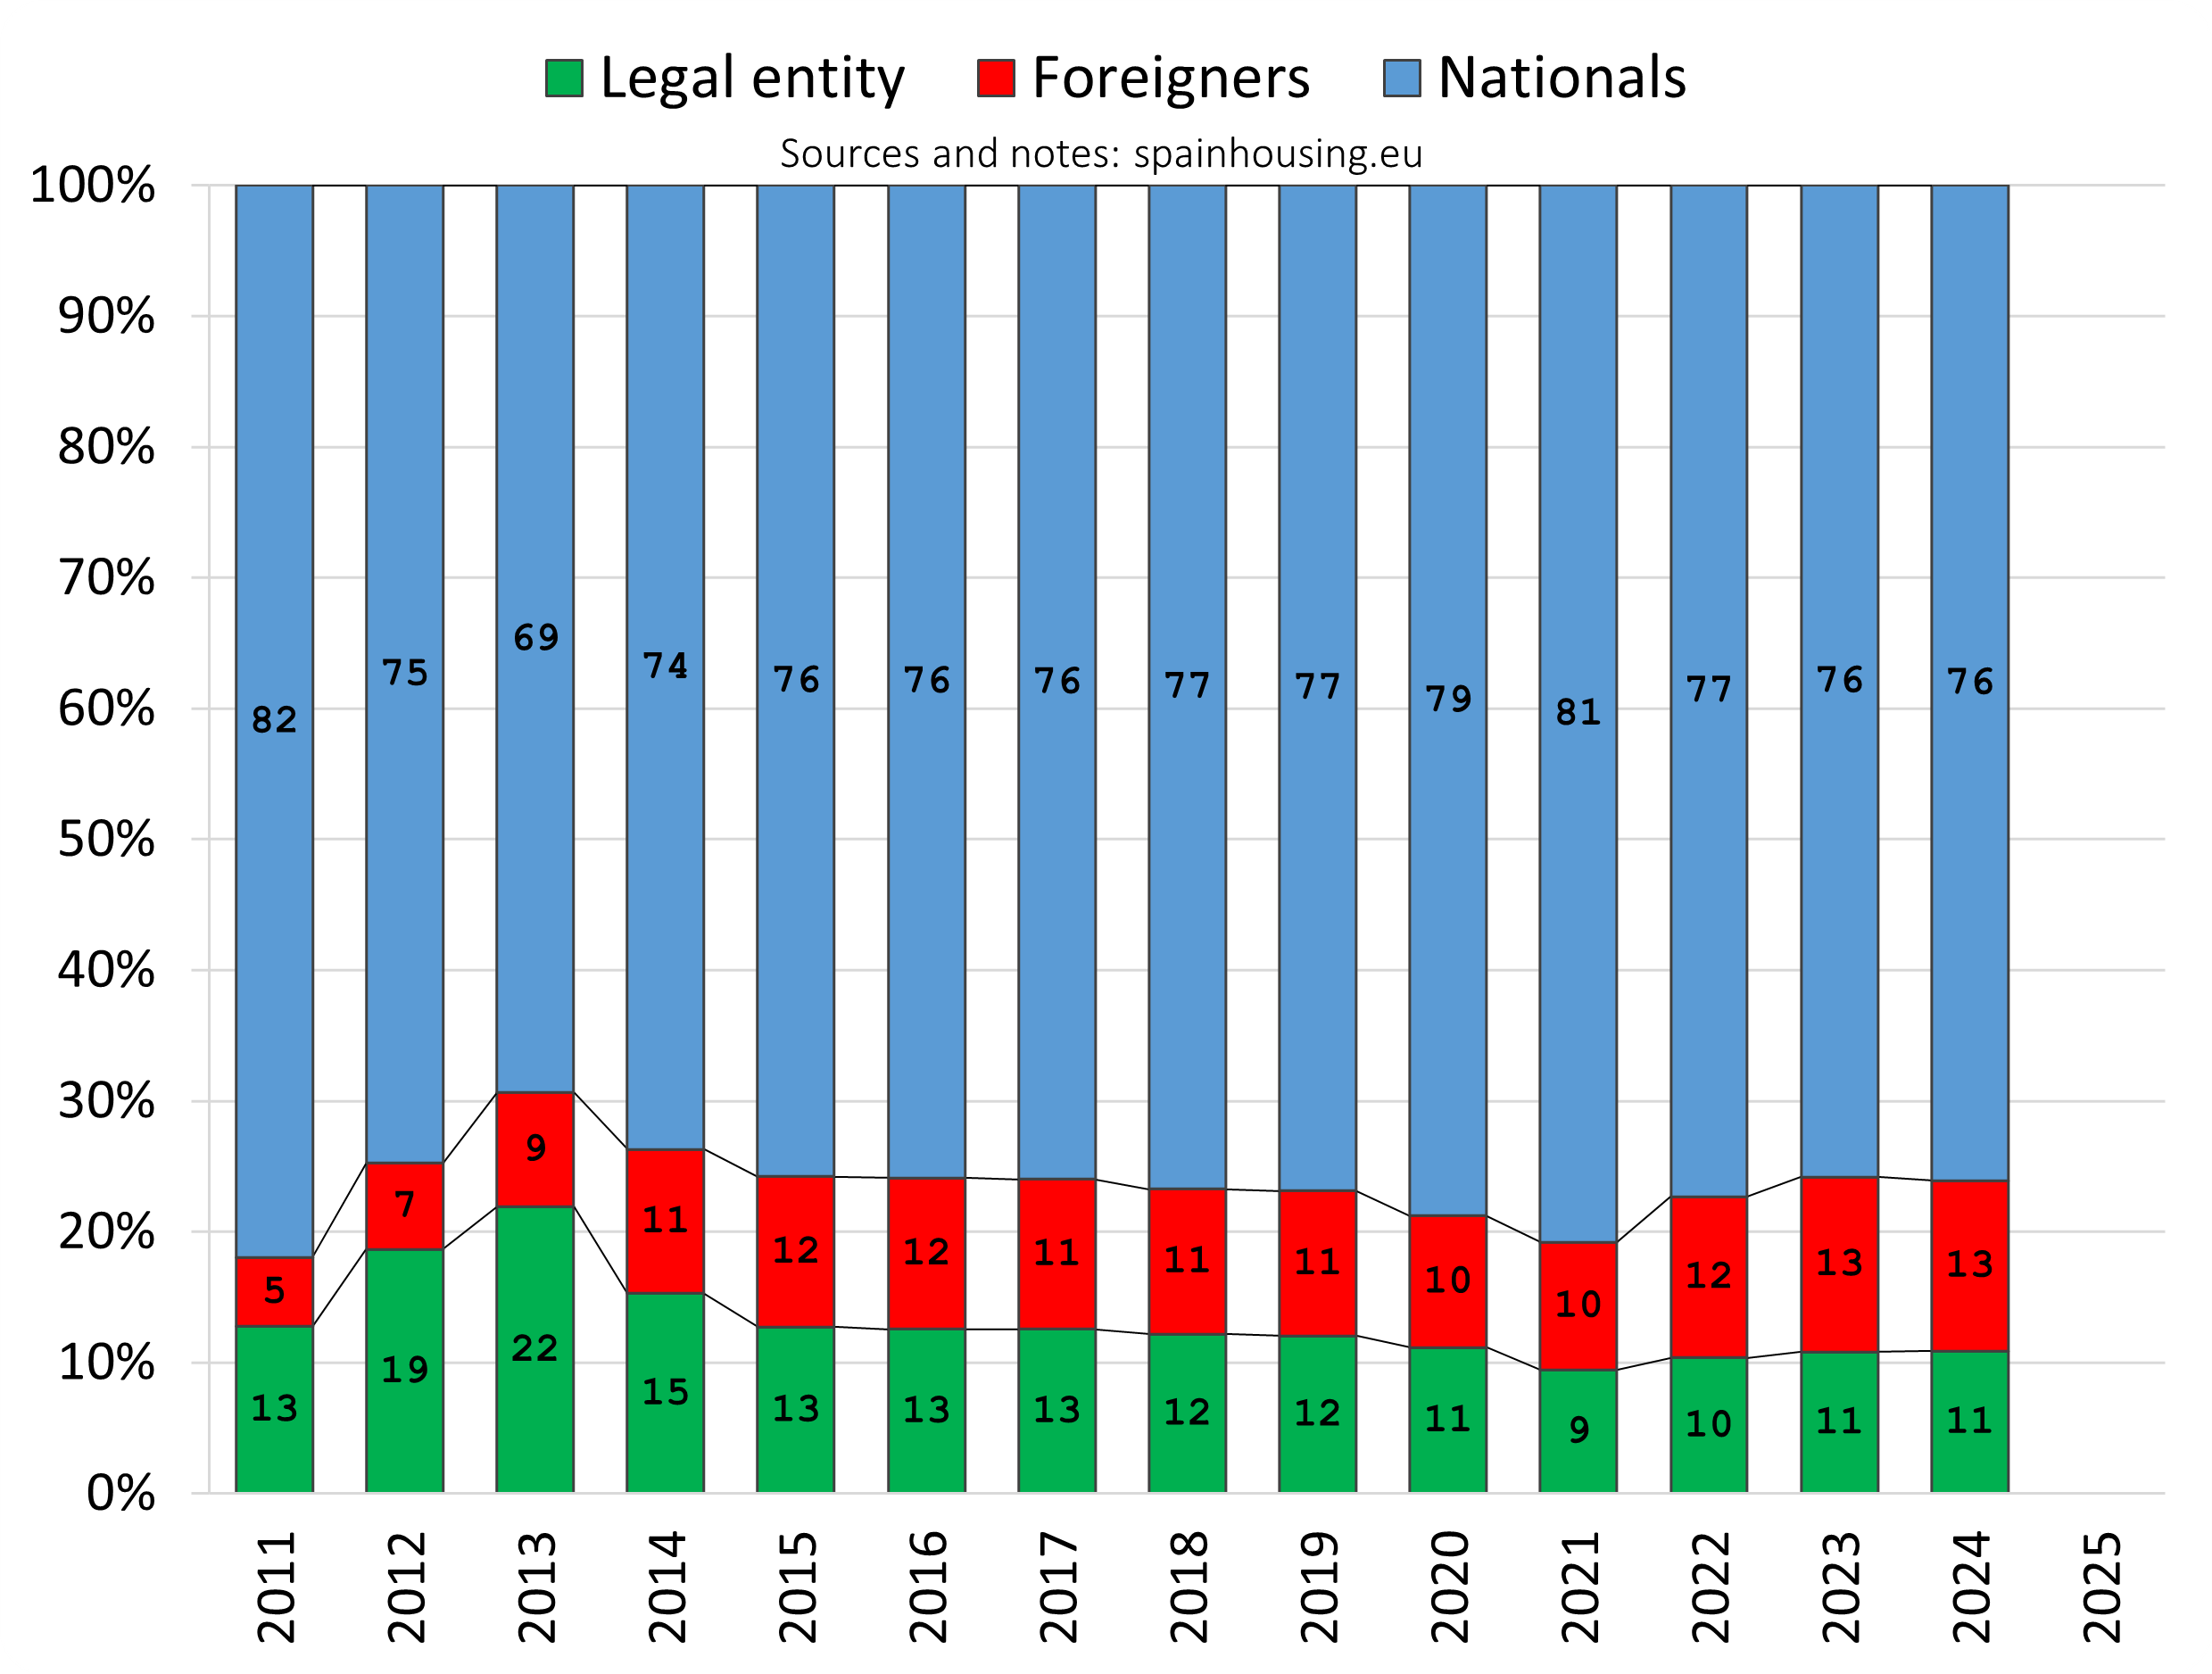 Legal entity Foreigners Nationals
Sources and notes: spainhousing.eu
100%
90%
80%
70%
60%
50%
40%
30%
20%
10%
0%
82 75 69 74 76 76 76 77 77 79 81 77 76 76
5 7 9 11 12 12 11 11 11 10 10 12 13 13
13 19 22 15 13 13 13 12 12 11 9 10 11 11
2011 2012 2013 2014 2015 2016 2017 2018 2019 2020 2021 2022 2023 2024 2025